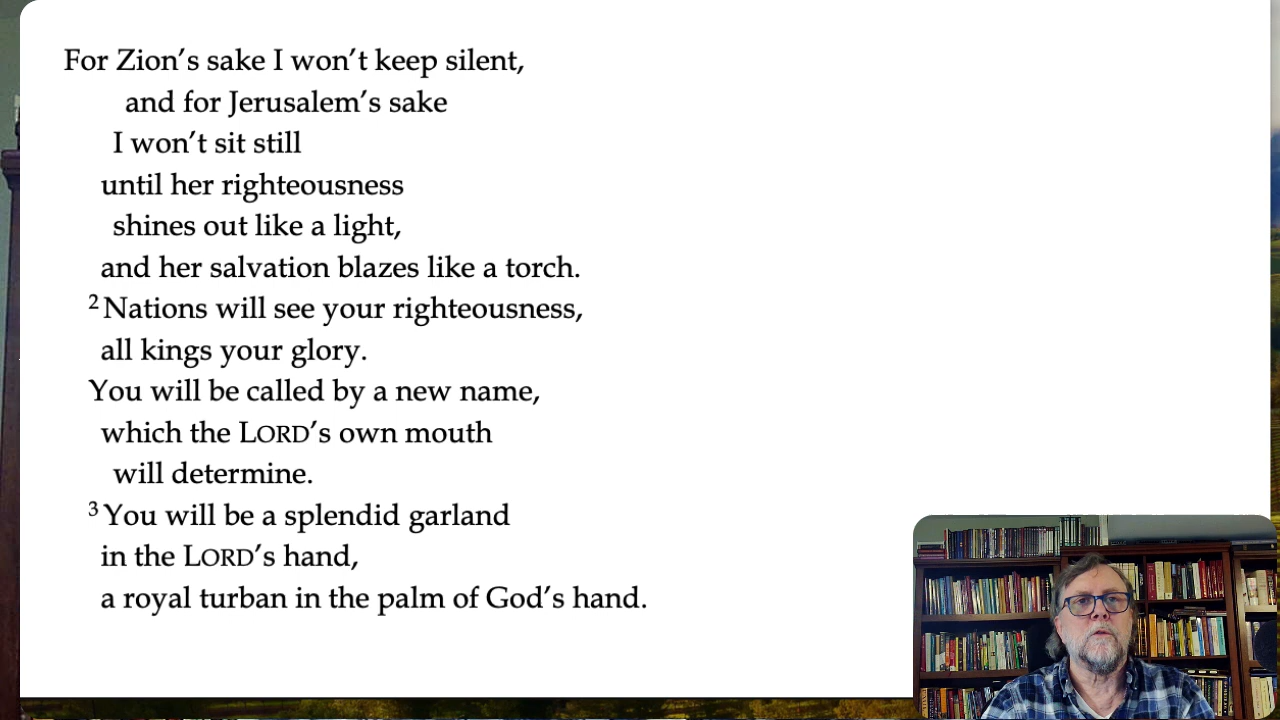 For Zion’s sake I won’t keep silent,
and for Jerusalem’s sake
I won’t sit still
until her righteousness
shines out like a light,
and her salvation blazes like a torch.
2 Nations will see your righteousness,
all kings your glory.
You will be called by a new name,
which the LORD’s own mouth
will determine.
3 You will be a splendid garland
in the LORD’s hand,
a royal turban in the palm of God’s hand.